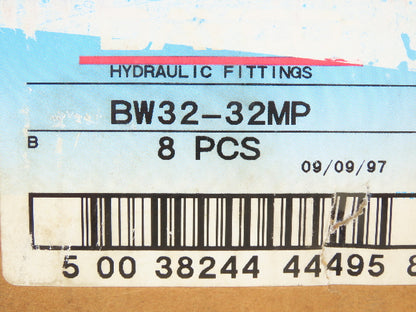 HYDRAULIC FITTINGS
BW32-32MP
B 8 PCS 09/09/97
5 00 38244 44495 8